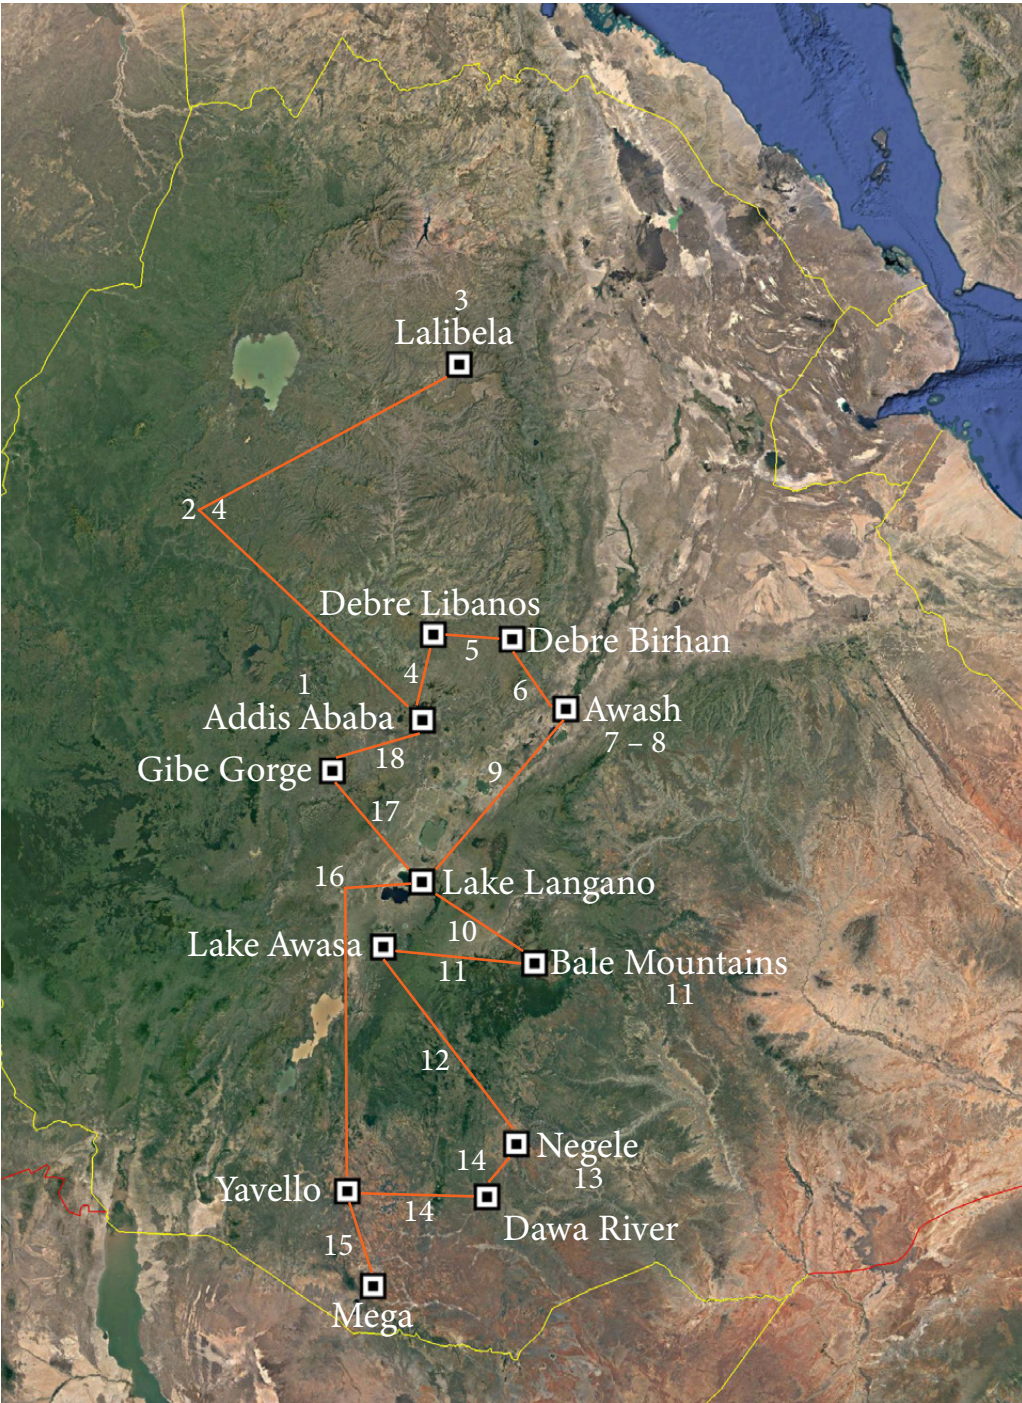 3
Lalibela
2 4
Debre Libanos
5
Debre Birhan
4
1
6
Addis Ababa
Awash
7 – 8
18
Gibe Gorge
9
17
16
Lake Langano
10
Lake Awasa
11
Bale Mountains
11
12
Negele
14
13
Yavello
14
Dawa River
15
Mega